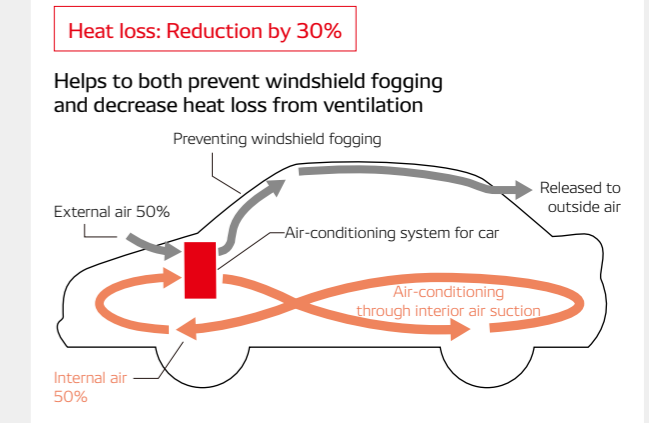 Heat loss: Reduction by 30%
Helps to both prevent windshield fogging
and decrease heat loss from ventilation
Preventing windshield fogging
External air 50%
Released to
outside air
Air-conditioning system for car
Air-conditioning
through interior air suction
Internal air
50%